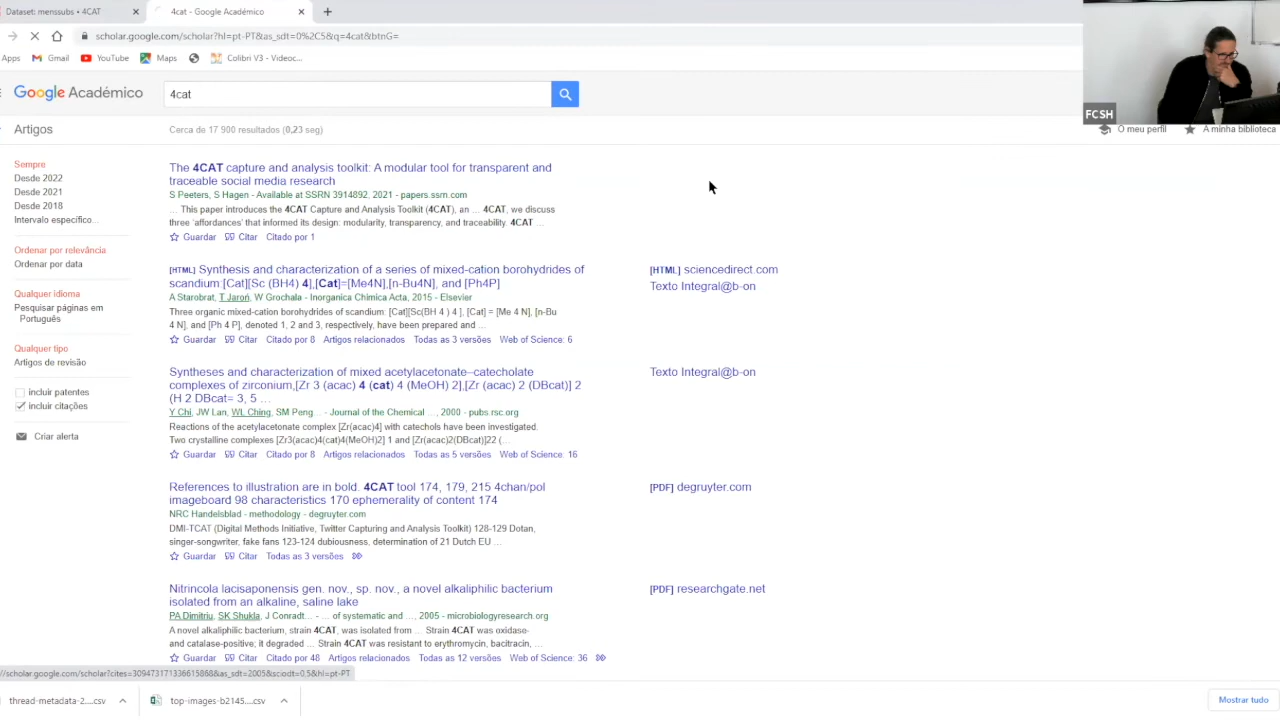 Dataset: menssubs • 4CAT
4cat - Google Académico
scholar.google.com/scholar?hl=pt-PT&as_sdt=0%2C5&q=4cat&btnG=
Apps
Gmail
YouTube
Maps
Colibri V3 - Videoc...
Google Académico
4cat
FCSH
Artigos
Cerca de 17 900 resultados (0,23 seg)
O meu perfil
A minha biblioteca
Sempre
Desde 2022
Desde 2021
Desde 2018
Intervalo específico...
Ordenar por relevância
Ordenar por data
Qualquer idioma
Pesquisar páginas em
Português
Qualquer tipo
Artigos de revisão
incluir patentes
incluir citações
Criar alerta
The 4CAT capture and analysis toolkit: A modular tool for transparent and
traceable social media research
S Peeters, S Hagen - Available at SSRN 3914892, 2021 - papers.ssrn.com
... This paper introduces the 4CAT Capture and Analysis Toolkit (4CAT), an ... 4CAT, we discuss
three 'affordances' that informed its design: modularity, transparency, and traceability. 4CAT ...
Guardar Citar Citado por 1
[HTML] Synthesis and characterization of a series of mixed-cation borohydrides of
scandium:[Cat][Sc (BH4) 4],[Cat]=[Me4N],[n-Bu4N], and [Ph4P]
A Starobrat, T Jaroń, W Grochala - Inorganica Chimica Acta, 2015 - Elsevier
Three organic mixed-cation borohydrides of scandium: [Cat][Sc(BH 4 ) 4 ], [Cat] = [Me 4 N], [n-Bu
4 N], and [Ph 4 P], denoted 1, 2 and 3, respectively, have been prepared and ...
Guardar Citar Citado por 8 Artigos relacionados Todas as 3 versões Web of Science: 6
[HTML] sciencedirect.com
Texto Integral@b-on
Syntheses and characterization of mixed acetylacetonate–catecholate
complexes of zirconium,[Zr 3 (acac) 4 (cat) 4 (MeOH) 2],[Zr (acac) 2 (DBcat)] 2
(H 2 DBcat= 3, 5 ...
Y Chi, JW Lan, WL Ching, SM Peng... - Journal of the Chemical ..., 2000 - pubs.rsc.org
Reactions of the acetylacetonate complex [Zr(acac)4] with catechols have been investigated.
Two crystalline complexes [Zr3(acac)4(cat)4(MeOH)2] 1 and [Zr(acac)2(DBcat)]22 (...
Guardar Citar Citado por 8 Artigos relacionados Todas as 5 versões Web of Science: 16
Texto Integral@b-on
References to illustration are in bold. 4CAT tool 174, 179, 215 4chan/pol
imageboard 98 characteristics 170 ephemerality of content 174
NRC Handelsblad - methodology - degruyter.com
DMI-TCAT (Digital Methods Initiative, Twitter Capturing and Analysis Toolkit) 128-129 Dotan,
singer-songwriter, fake fans 123-124 dubiousness, determination of 21 Dutch EU ...
Guardar Citar Todas as 3 versões
[PDF] degruyter.com
Nitrincola lacisaponensis gen. nov., sp. nov., a novel alkaliphilic bacterium
isolated from an alkaline, saline lake
PA Dimitriu, SK Shukla, J Conradt... - ... of systematic and ..., 2005 - microbiologyresearch.org
A novel alkaliphilic bacterium, strain 4CAT, was isolated from ... Strain 4CAT was oxidase-
and catalase-positive; it degraded ... Strain 4CAT was resistant to erythromycin, bacitracin, ...
Guardar Citar Citado por 48 Artigos relacionados Todas as 12 versões Web of Science: 36
[PDF] researchgate.net
//scholar.google.com/scholar?cites=3094731713366158​68&as_sdt=2005&sciodt=0.5&hl=pt-PT
thread-metadata-2....csv
top-images-b2145....csv
Mostrar tudo